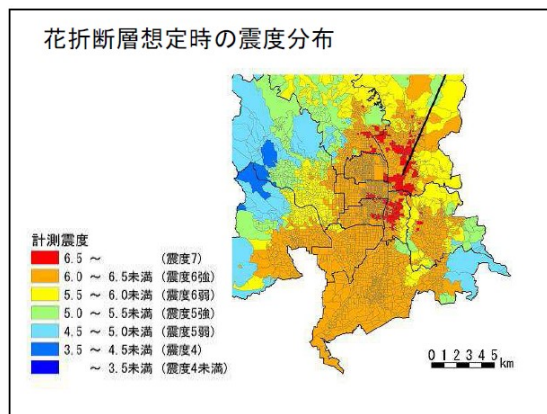 花折断層想定時の震度分布
計測震度
6.5 ～ (震度7)
6.0 ～ 6.5未満 (震度6強)
5.5 ～ 6.0未満 (震度6弱)
5.0 ～ 5.5未満 (震度5強)
4.5 ～ 5.0未満 (震度5弱)
3.5 ～ 4.5未満 (震度4)
～ 3.5未満 (震度4未満)
0 1 2 3 4 5
km